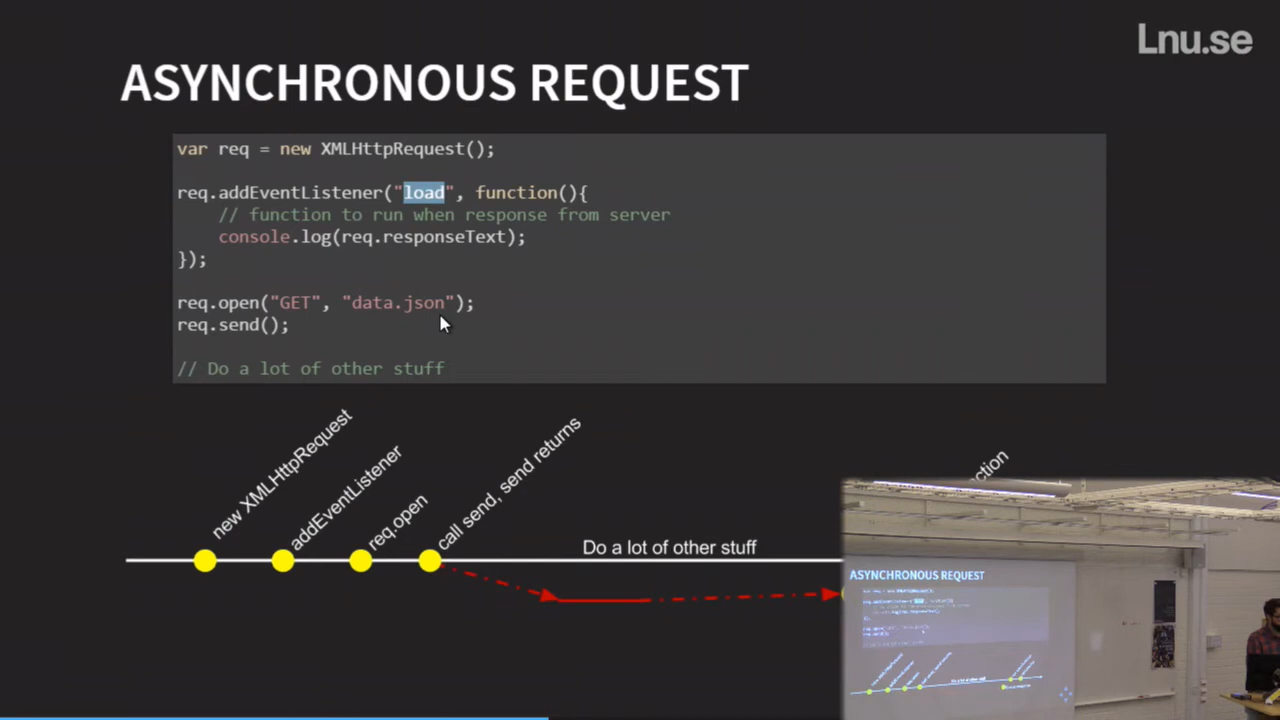 Lnu.se
ASYNCHRONOUS REQUEST
var req = new XMLHttpRequest();
req.addEventListener("load", function(){
// function to run when response from server
console.log(req.responseText);
});
req.open("GET", "data.json");
req.send();
// Do a lot of other stuff
new XMLHttpRequest
addEventListener
req.open
call send, send returns
Do a lot of other stuff
ASYNCHRONOUS REQUEST